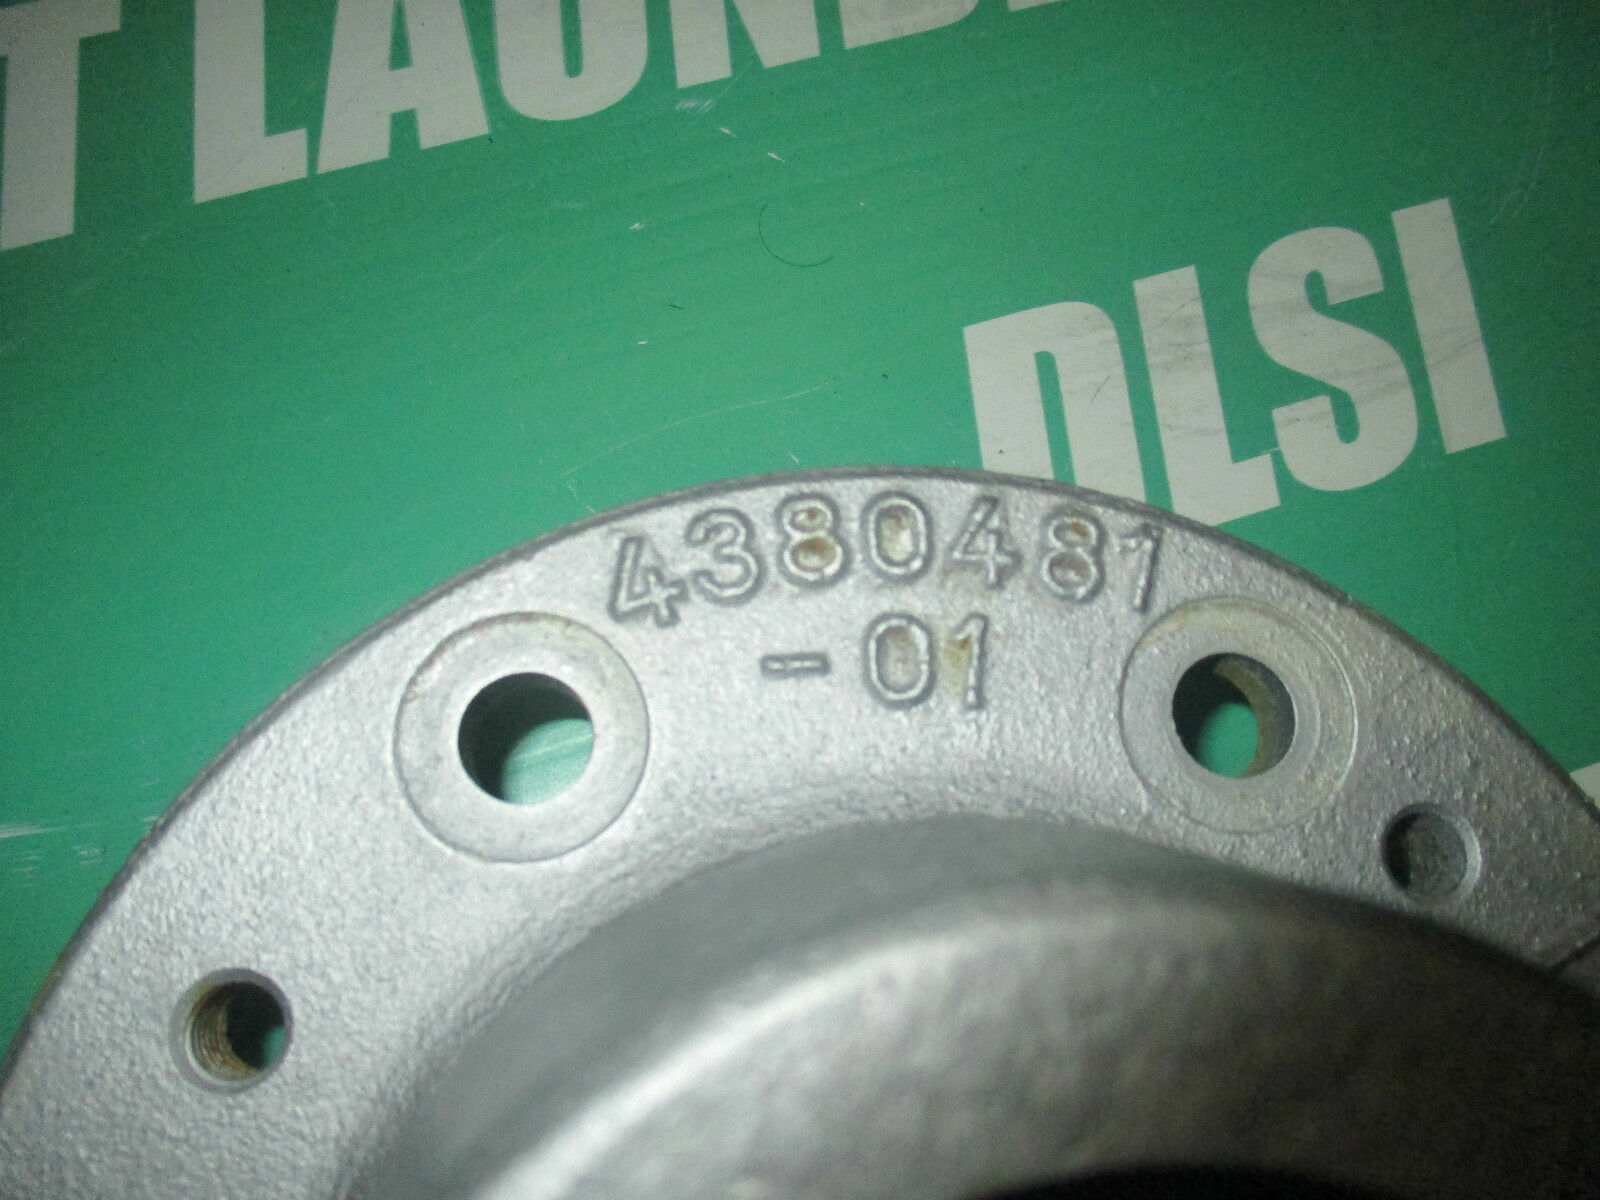 T LAUND
DLSI
4380481
-01